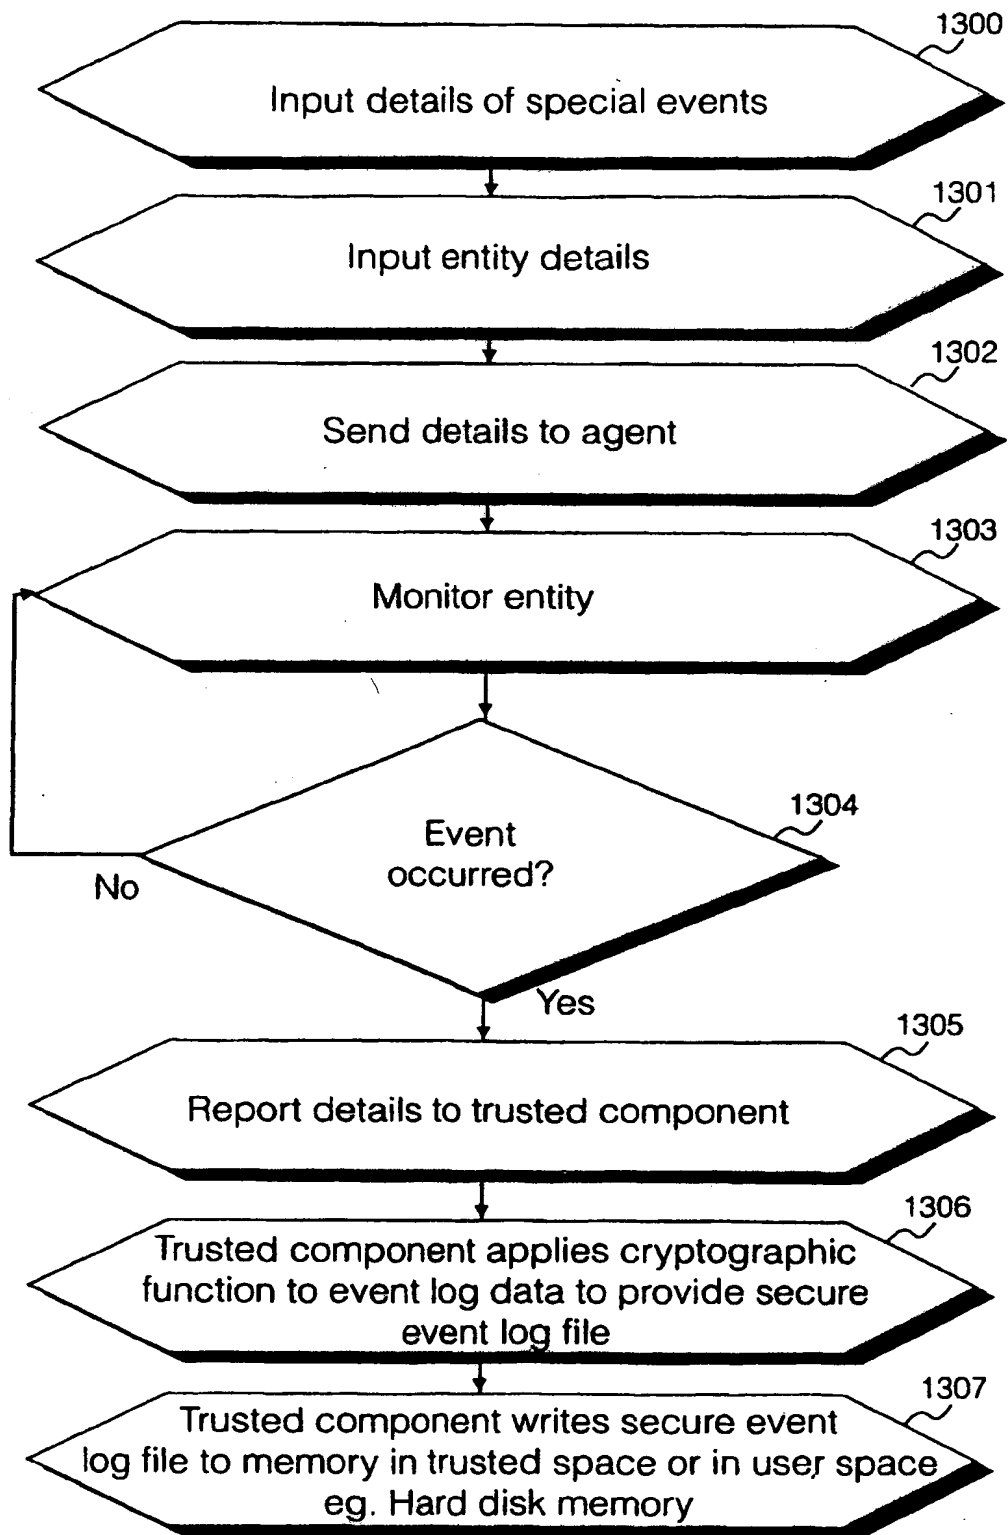 1300
Input details of special events
1301
Input entity details
1302
Send details to agent
1303
Monitor entity
1304
Event
occurred?
No
Yes
1305
Report details to trusted component
1306
Trusted component applies cryptographic
function to event log data to provide secure
event log file
1307
Trusted component writes secure event
log file to memory in trusted space or in user space
eg. Hard disk memory